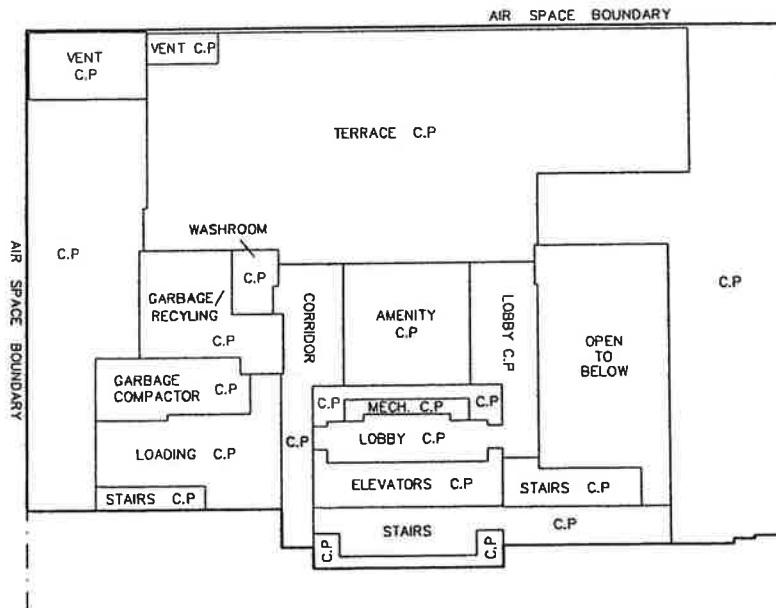 AIR SPACE BOUNDARY
VENT
C.P
VENT C.P
TERRACE C.P
WASHROOM
C.P
AIR SPACE BOUNDARY
C.P
GARBAGE/
RECYLING
C.P
CORRIDOR
C.P
AMENITY
C.P
LOBBY C.P
OPEN
TO
BELOW
C.P
GARBAGE
COMPACTOR C.P
C.P
MECH. C.P
C.P
LOBBY C.P
LOADING C.P
ELEVATORS C.P
STAIRS C.P
STAIRS C.P
STAIRS C.P
C.P
C.P